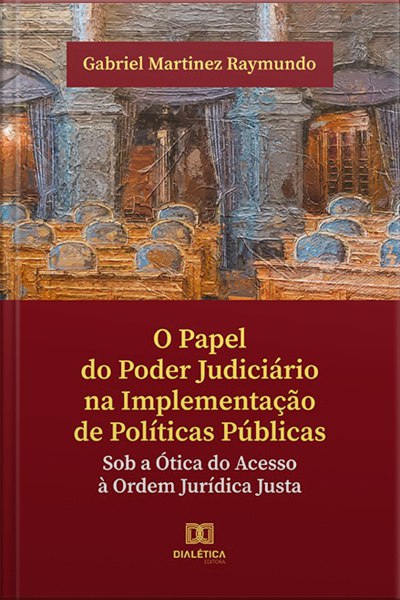 Gabriel Martinez Raymundo
O Papel
do Poder Judiciário
na Implementação
de Políticas Públicas
Sob a Ótica do Acesso
à Ordem Jurídica Justa
DIALÉTICA
EDITORA